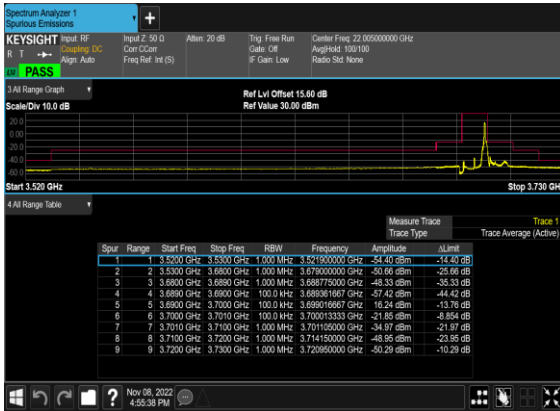 Spectrum Analyzer 1
Spurious Emissions
+
KEYSIGHT Input: RF Input Z: 50 Ω Atten: 20 dB Trig: Free Run Center Freq: 22.005000000 GHz
R T Coupling: DC Corr CCorr Gate: Off Avg|Hold: 100/100
Align: Auto Freq Ref: Int (S) IF Gain: Low Radio Std: None
PASS
3 All Range Graph
Ref Lvl Offset 15.60 dB
Scale/Div 10.0 dB Ref Value 30.00 dBm
20.0
0.00
-20.0
-40.0
-60.0
Start 3.520 GHz Stop 3.730 GH
4 All Range Table
Measure Trace Trace 1
Trace Type Trace Average (Active)
Spur Range Start Freq Stop Freq RBW Frequency Amplitude ΔLimit
1 1 3.5200 GHz 3.5300 GHz 1.000 MHz 3.521900000 GHz -54.40 dBm -14.40 dB
2 2 3.5300 GHz 3.6800 GHz 1.000 MHz 3.679000000 GHz -50.66 dBm -25.66 dB
3 3 3.6800 GHz 3.6890 GHz 1.000 MHz 3.688775000 GHz -48.33 dBm -35.33 dB
4 4 3.6890 GHz 3.6900 GHz 100.0 kHz 3.689361667 GHz -57.42 dBm -44.42 dB
5 5 3.6900 GHz 3.7000 GHz 100.0 kHz 3.699016667 GHz 16.24 dBm -13.76 dB
6 6 3.7000 GHz 3.7010 GHz 100.0 kHz 3.700013333 GHz -21.85 dBm -8.854 dB
7 7 3.7010 GHz 3.7100 GHz 1.000 MHz 3.701105000 GHz -34.97 dBm -21.97 dB
8 8 3.7100 GHz 3.7200 GHz 1.000 MHz 3.714150000 GHz -48.95 dBm -23.95 dB
9 9 3.7200 GHz 3.7300 GHz 1.000 MHz 3.720950000 GHz -50.29 dBm -10.29 dB
? Nov 08, 2022
4:55:38 PM